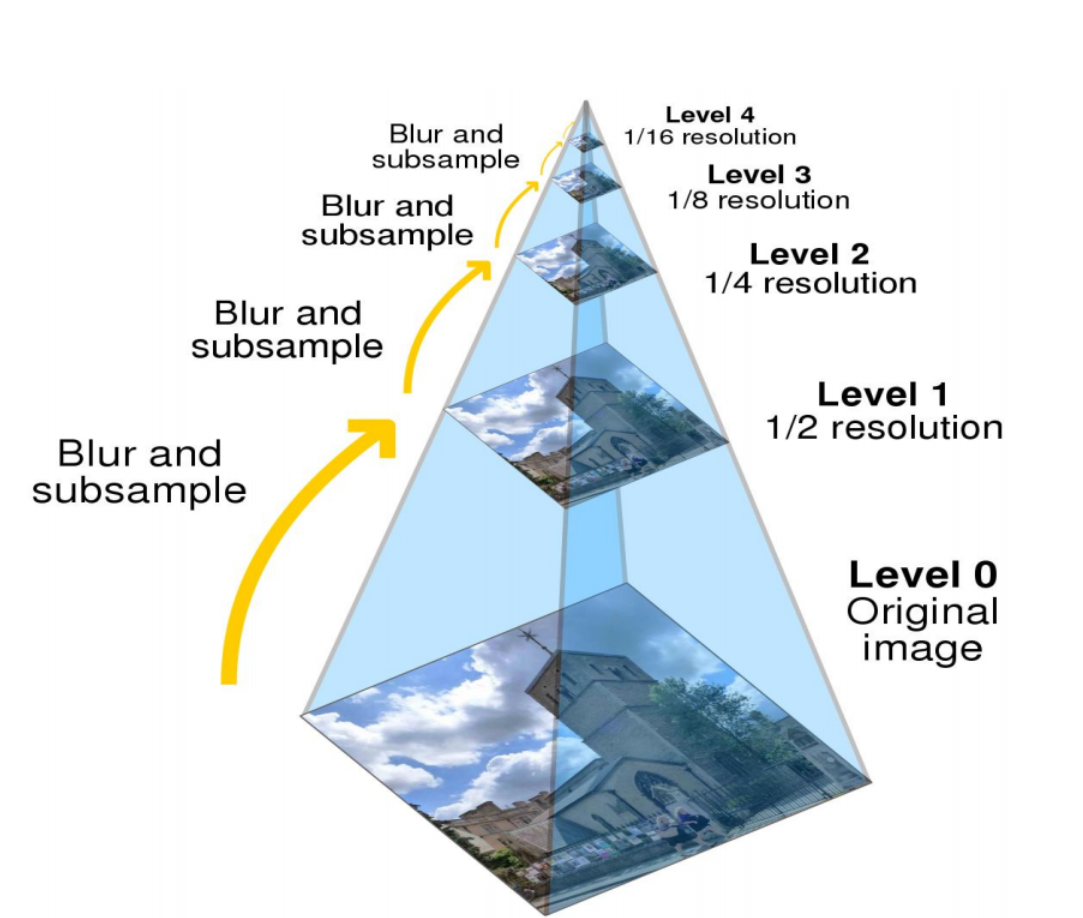 Level 4
1/16 resolution
Blur and
subsample
Level 3
1/8 resolution
Blur and
subsample
Level 2
1/4 resolution
Blur and
subsample
Level 1
1/2 resolution
Blur and
subsample
Level 0
Original
image